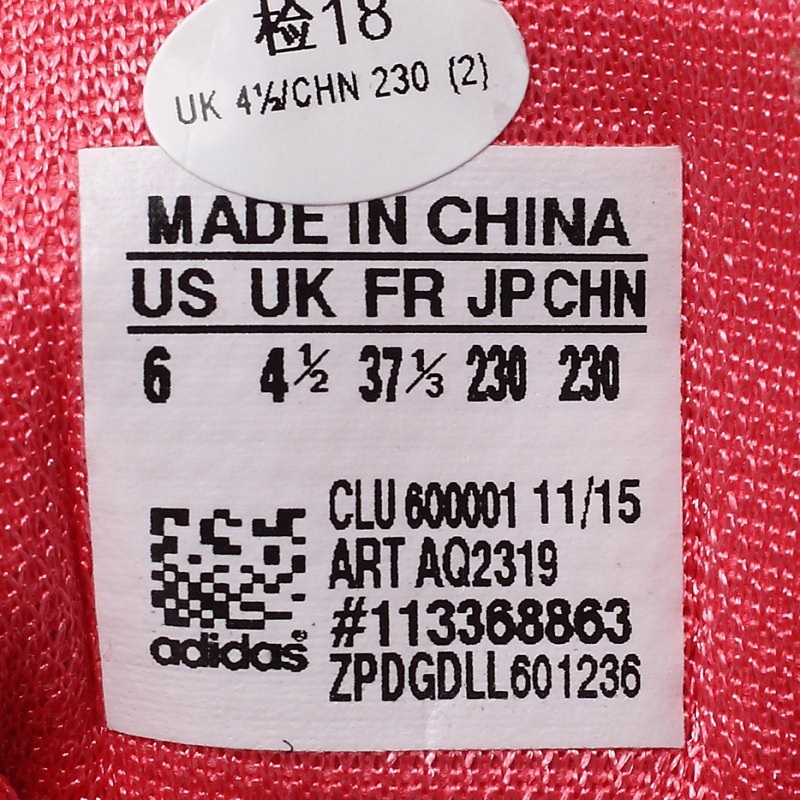 检18
UK 4½/CHN 230 (2)
MADE IN CHINA
US UK FR JP CHN
6 4½ 37⅓ 230 230
CLU 600001 11/15
ART AQ2319
#113368863
adidas®
ZPDGDLL601236